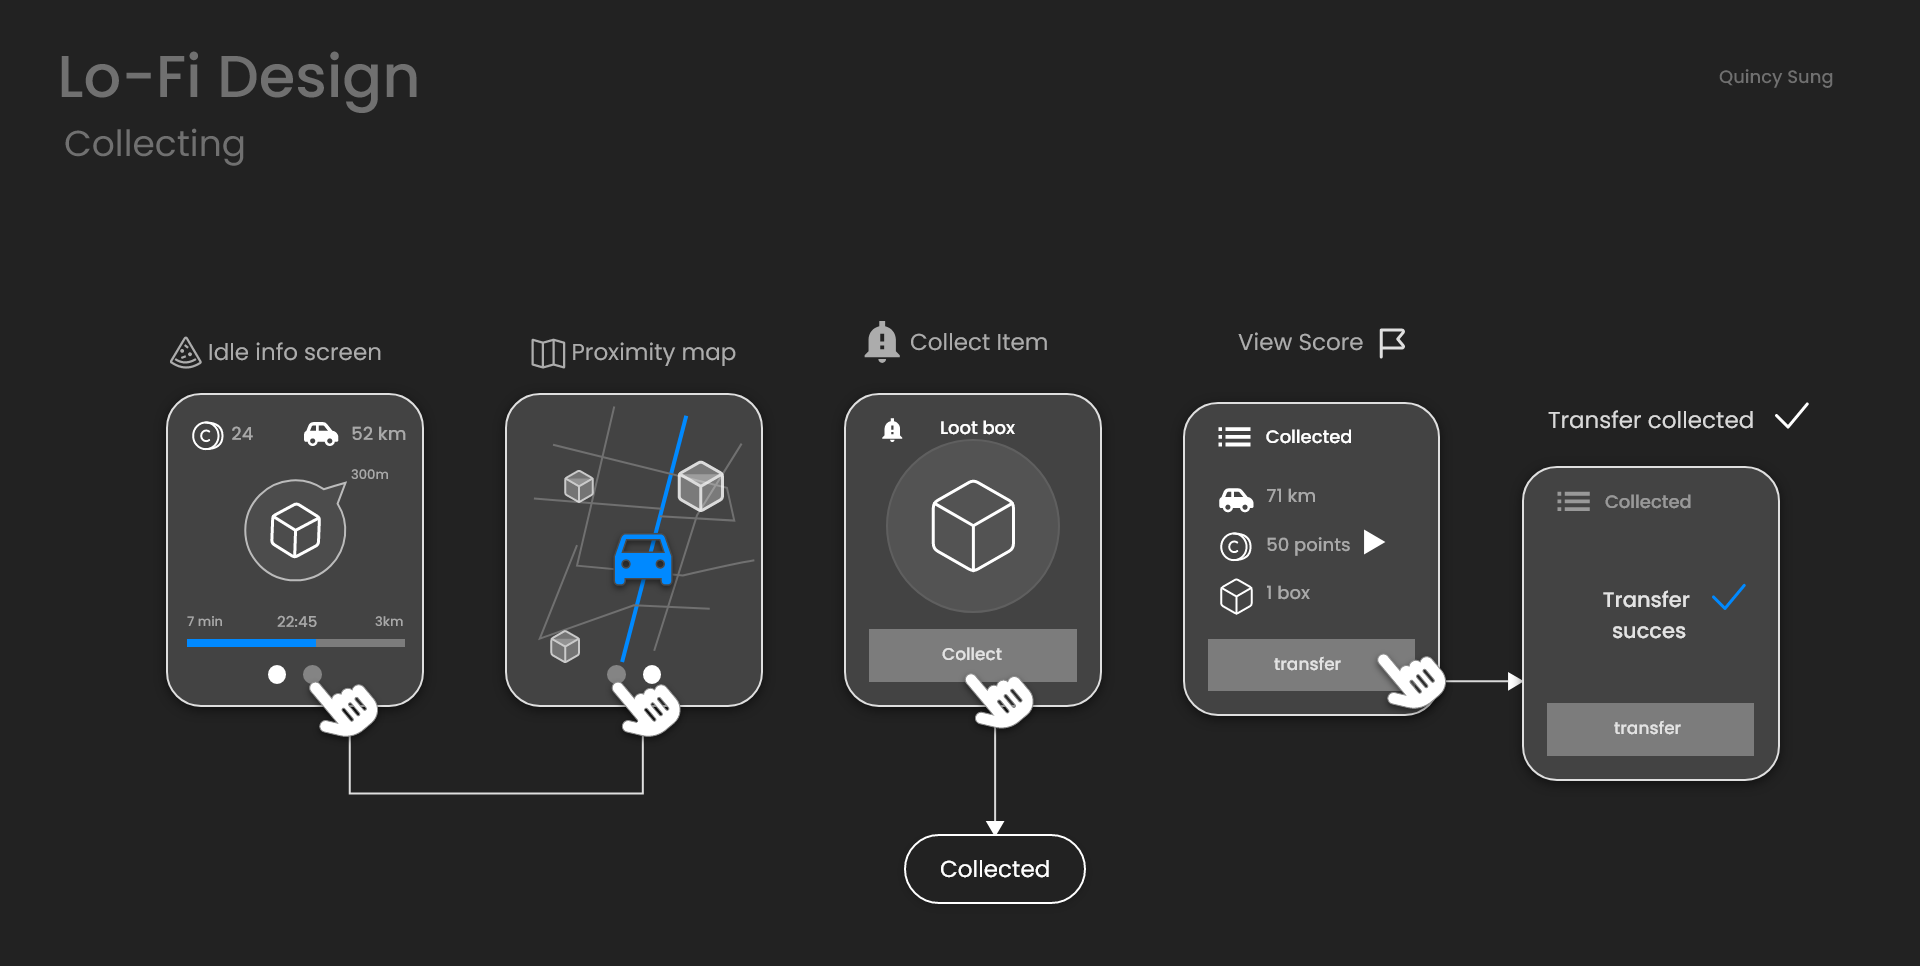 Lo-Fi Design
Quincy Sung
Collecting
Idle info screen
24
52 km
300m
7 min
22:45
3km
Proximity map
Collect Item
Loot box
Collect
Collected
View Score
Collected
71 km
50 points
1 box
transfer
Transfer collected
Collected
Transfer
succes
transfer